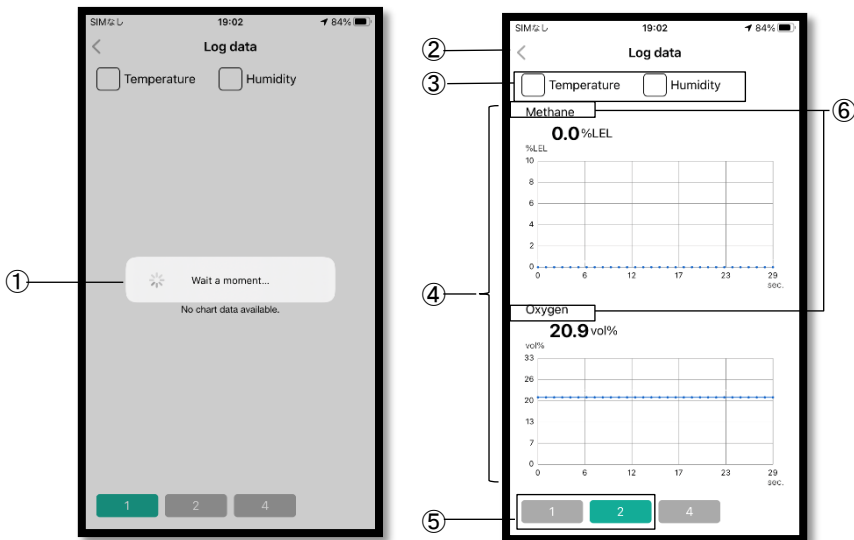 SIMなし 19:02 84%
Log data
Temperature Humidity
① Wait a moment...
No chart data available.
1 2 4
SIMなし 19:02 84%
② Log data
③ Temperature Humidity
Methane ⑥
0.0 %LEL
%LEL
10
8
6
4
2
0
0 6 12 17 23 29
sec.
④
Oxygen
20.9 vol%
vol%
33
26
20
13
7
0
0 6 12 17 23 29
sec.
⑤ 1 2 4